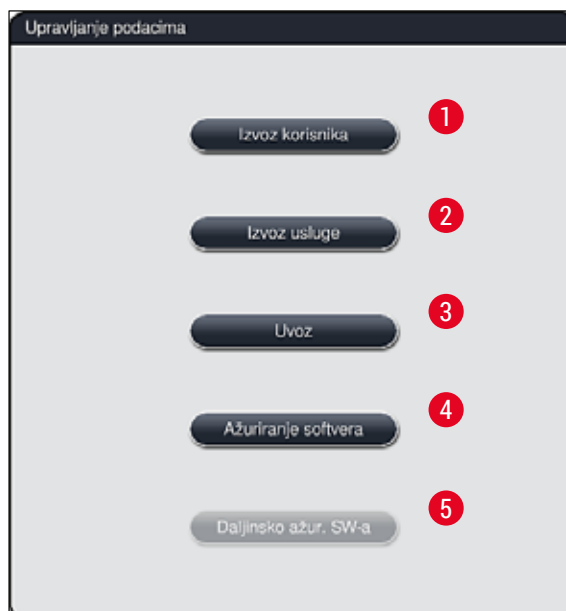 Upravljanje podacima
Izvoz korisnika
1
Izvoz usluge
2
Uvoz
3
Ažuriranje softvera
4
Daljinsko ažur. SW-a
5